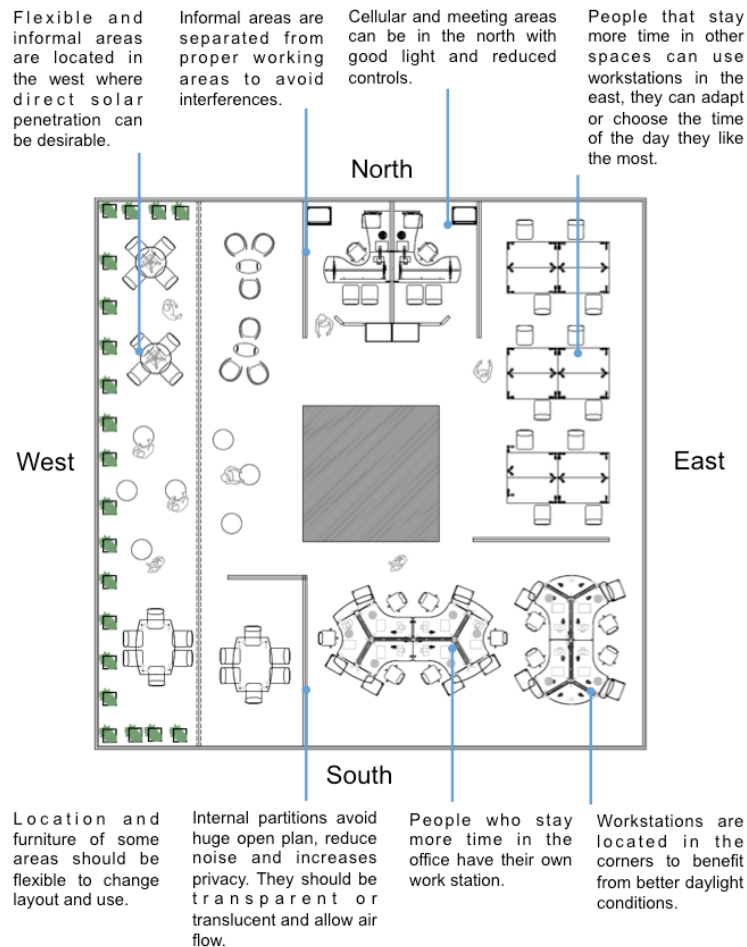 Flexible and
informal areas
are located in
the west where
direct solar
penetration can
be desirable.
Informal areas are
separated from
proper working
areas to avoid
interferences.
Cellular and meeting areas
can be in the north with
good light and reduced
controls.
People that stay
more time in other
spaces can use
workstations in the
east, they can adapt
or choose the time
of the day they like
the most.
North
West
East
South
Location and
furniture of some
areas should be
flexible to change
layout and use.
Internal partitions avoid
huge open plan, reduce
noise and increases
privacy. They should be
transparent or
translucent and allow air
flow.
People who stay
more time in the
office have their own
work station.
Workstations are
located in the
corners to benefit
from better daylight
conditions.